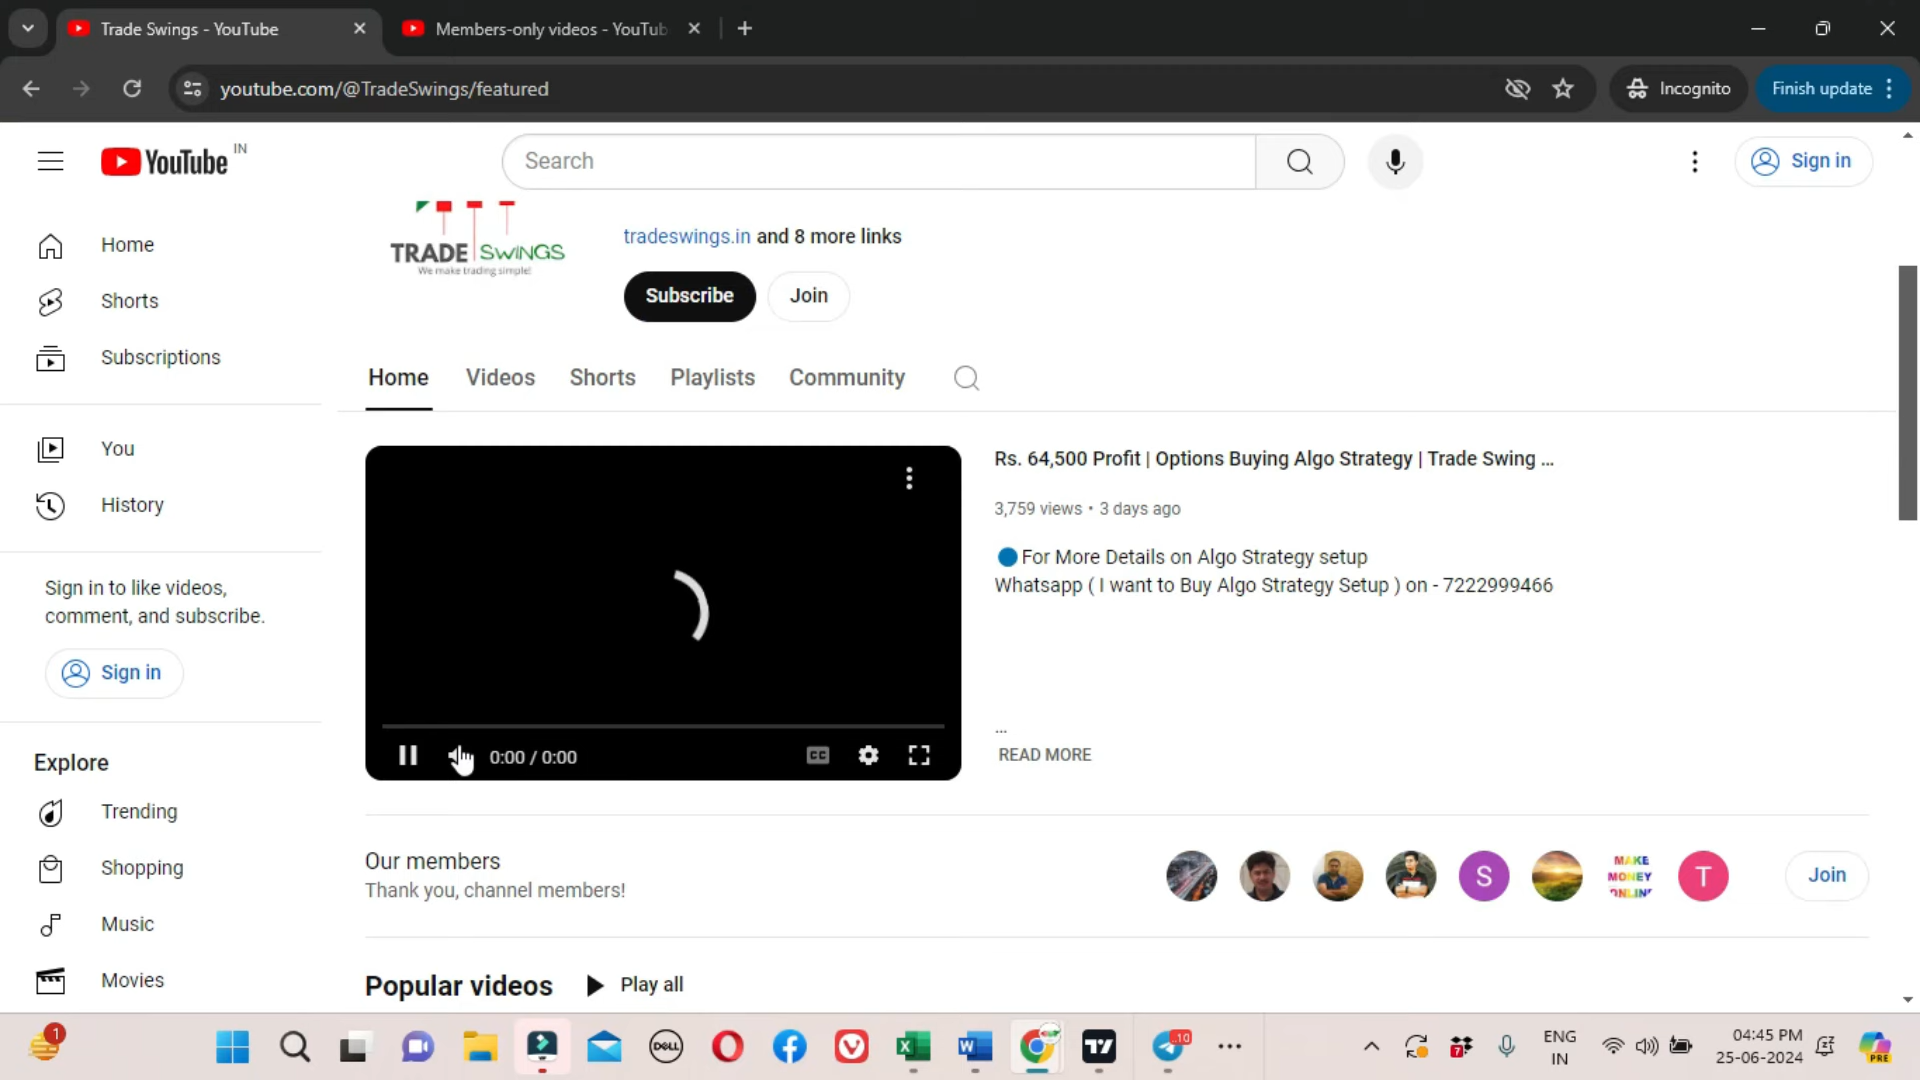 Trade Swings - YouTube
Members-only videos - YouTub
youtube.com/@TradeSwings/featured
Incognito
Finish update
YouTube IN
Search
Sign in
Home
Shorts
Subscriptions
You
History
Sign in to like videos,
comment, and subscribe.
Sign in
Explore
Trending
Shopping
Music
Movies
TRADE SWINGS
We make trading simple!
tradeswings.in and 8 more links
Subscribe
Join
Home
Videos
Shorts
Playlists
Community
0:00 / 0:00
CC
Rs. 64,500 Profit | Options Buying Algo Strategy | Trade Swing ...
3,759 views • 3 days ago
🔵For More Details on Algo Strategy setup
Whatsapp ( I want to Buy Algo Strategy Setup ) on - 7222999466
...
READ MORE
Our members
Thank you, channel members!
S
MAKE
MONEY
ONLINE
T
Join
Popular videos
Play all
1
DELL
X
W
10
7
ENG
IN
04:45 PM
25-06-2024
PRE